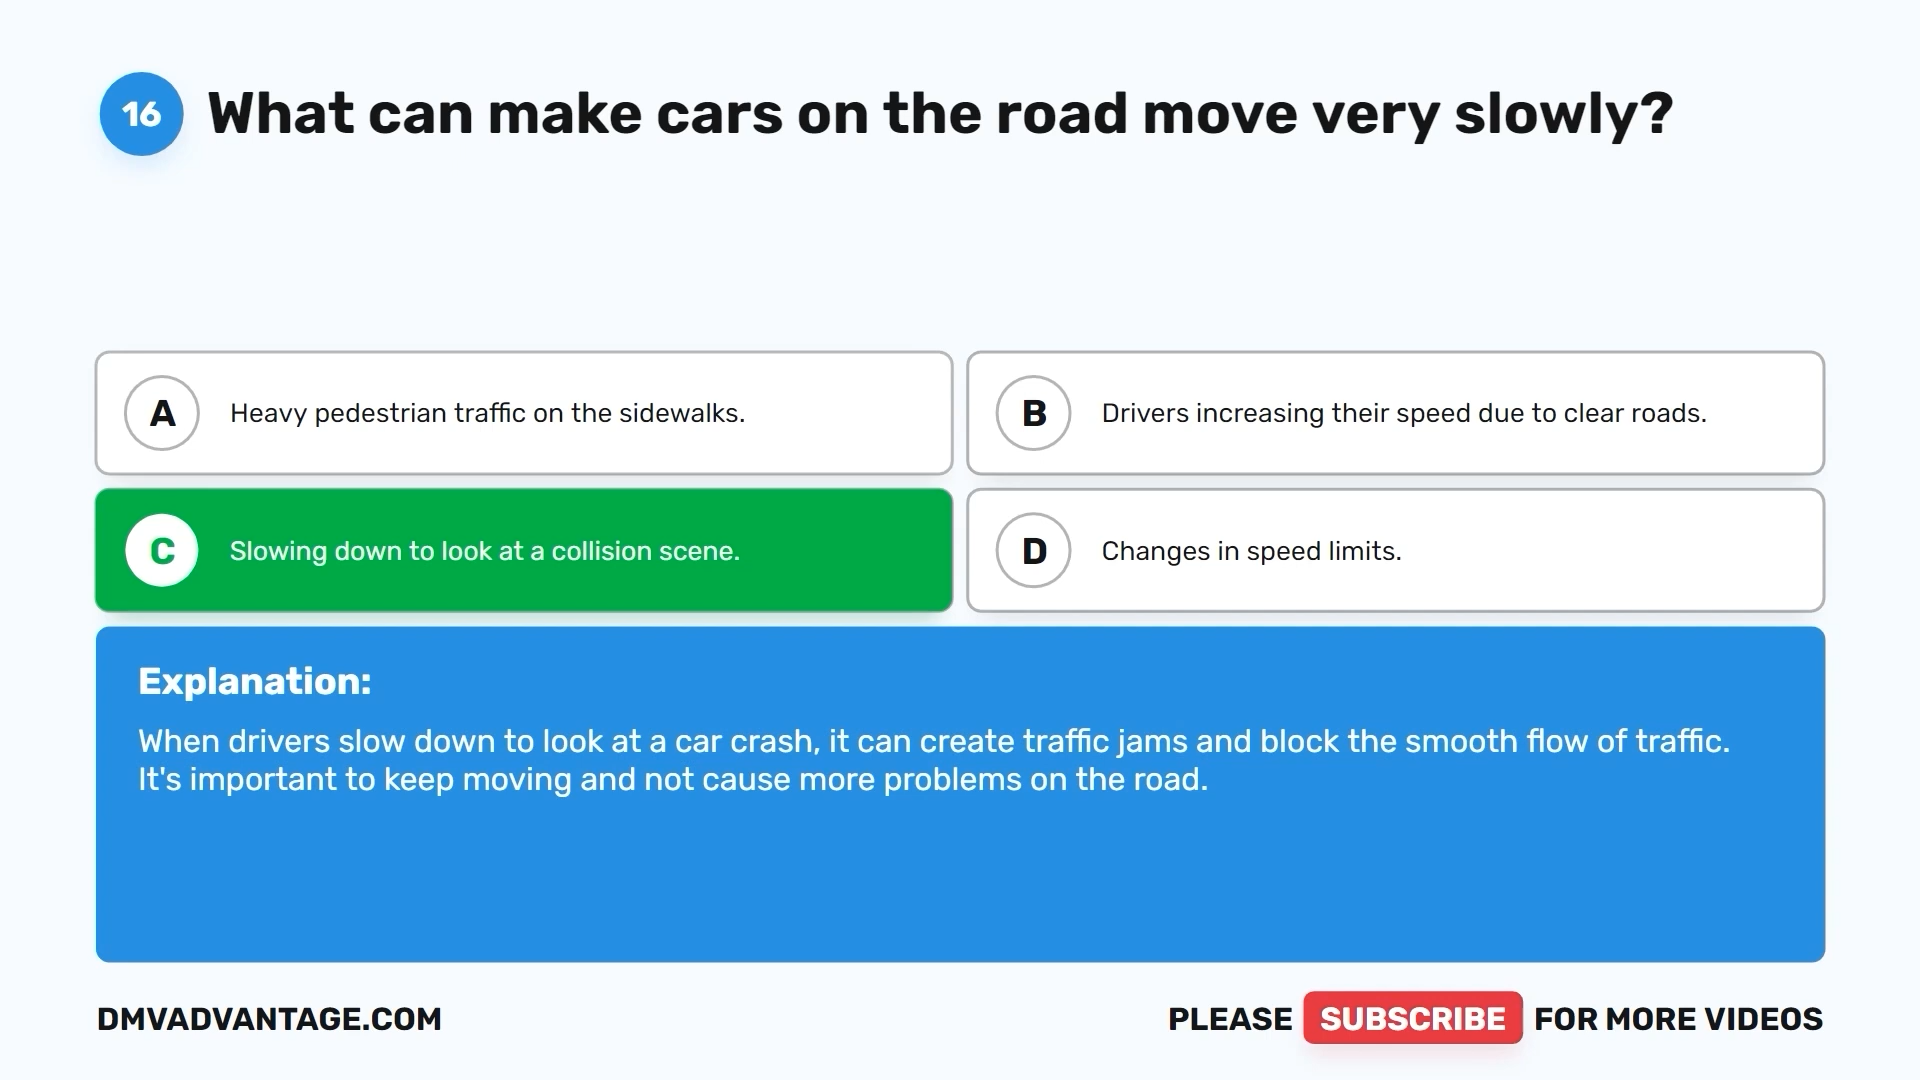 16 What can make cars on the road move very slowly?
A Heavy pedestrian traffic on the sidewalks.
B Drivers increasing their speed due to clear roads.
C Slowing down to look at a collision scene.
D Changes in speed limits.
Explanation:
When drivers slow down to look at a car crash, it can create traffic jams and block the smooth flow of traffic.
It's important to keep moving and not cause more problems on the road.
DMVADVANTAGE.COM
PLEASE SUBSCRIBE FOR MORE VIDEOS